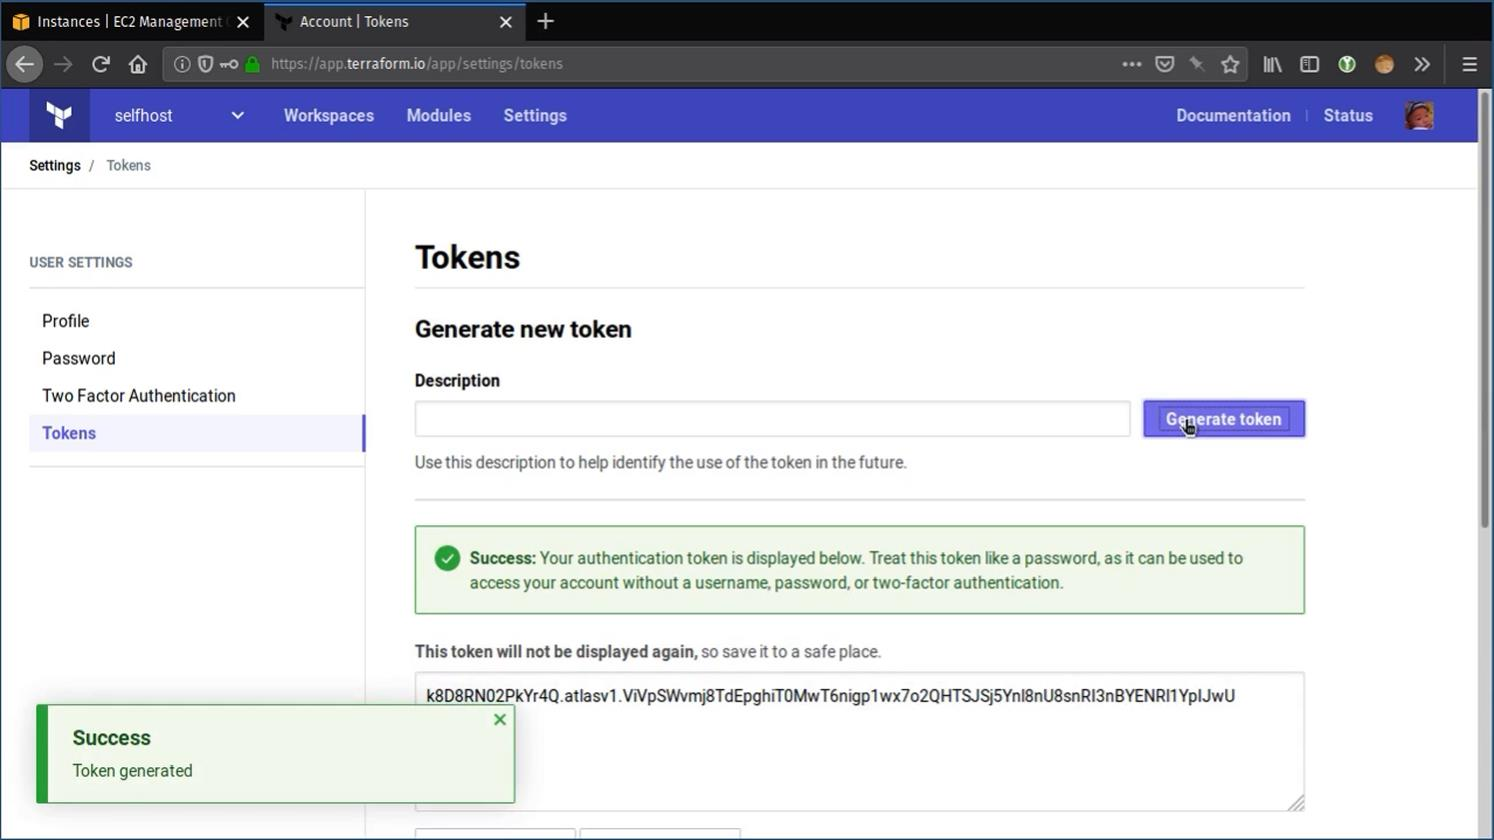 Instances | EC2 Management
Account | Tokens
https://app.terraform.io/app/settings/tokens
selfhost
Workspaces
Modules
Settings
Documentation
Status
Settings / Tokens
USER SETTINGS
Profile
Password
Two Factor Authentication
Tokens
Tokens
Generate new token
Description
Generate token
Use this description to help identify the use of the token in the future.
Success: Your authentication token is displayed below. Treat this token like a password, as it can be used to
access your account without a username, password, or two-factor authentication.
This token will not be displayed again, so save it to a safe place.
Success
Token generated